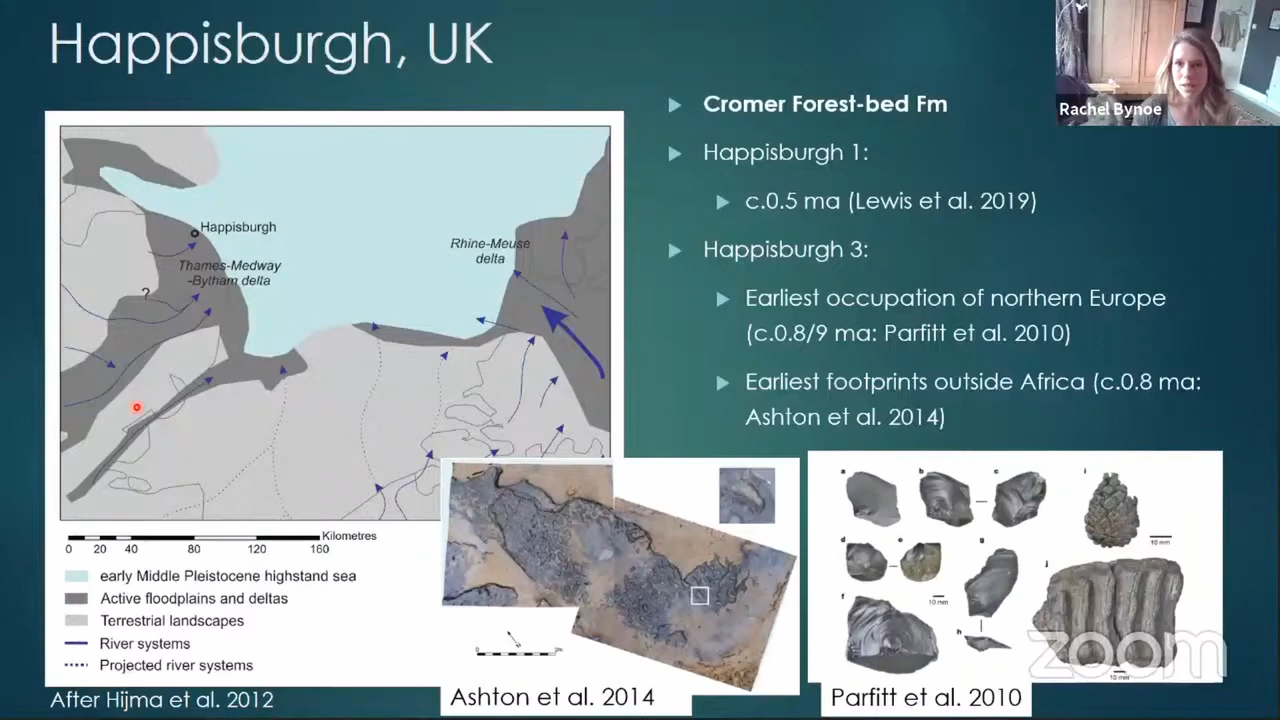 Happisburgh, UK
Rachel Bynoe
Cromer Forest-bed Fm
Happisburgh 1:
c.0.5 ma (Lewis et al. 2019)
Happisburgh 3:
Earliest occupation of northern Europe
(c.0.8/9 ma: Parfitt et al. 2010)
Earliest footprints outside Africa (c.0.8 ma:
Ashton et al. 2014)
Happisburgh
Thames-Medway
-Bytham delta
?
Rhine-Meuse
delta
Kilometres
0 20 40 80 120 160
early Middle Pleistocene highstand sea
Active floodplains and deltas
Terrestrial landscapes
River systems
Projected river systems
After Hijma et al. 2012
Ashton et al. 2014
a b c i
10 mm
d e g j
f 10 mm
h
zoom
10 mm
Parfitt et al. 2010